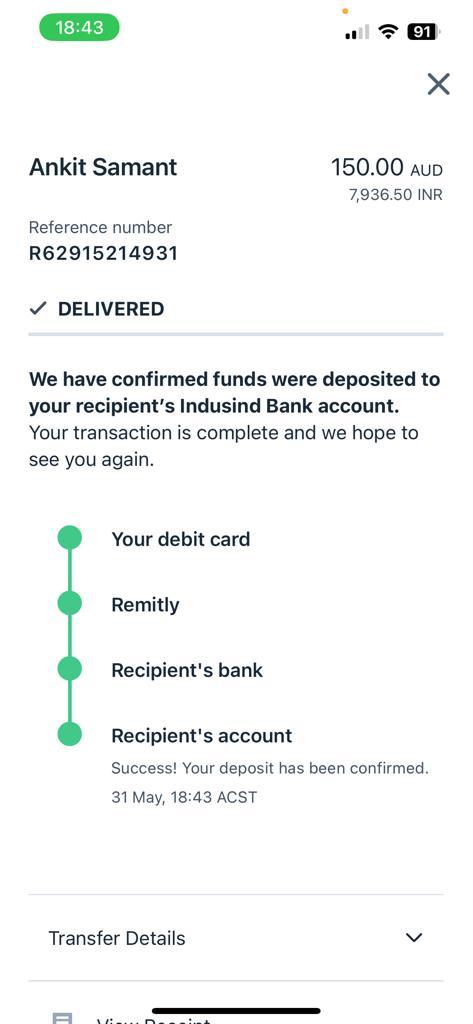 18:43
91
Ankit Samant
150.00 AUD
7,936.50 INR
Reference number
R62915214931
DELIVERED
We have confirmed funds were deposited to
your recipient’s Indusind Bank account.
Your transaction is complete and we hope to
see you again.
Your debit card
Remitly
Recipient's bank
Recipient's account
Success! Your deposit has been confirmed.
31 May, 18:43 ACST
Transfer Details
View Receipt